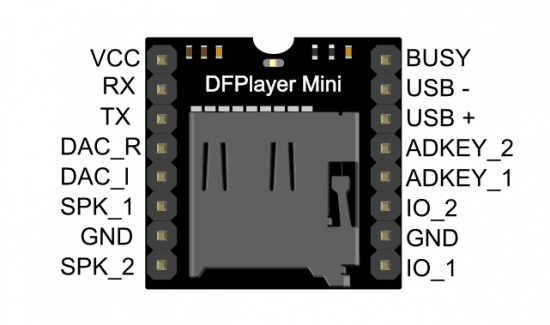 VCC
RX
TX
DAC_R
DAC_I
SPK_1
GND
SPK_2
DFPlayer Mini
BUSY
USB -
USB +
ADKEY_2
ADKEY_1
IO_2
GND
IO_1